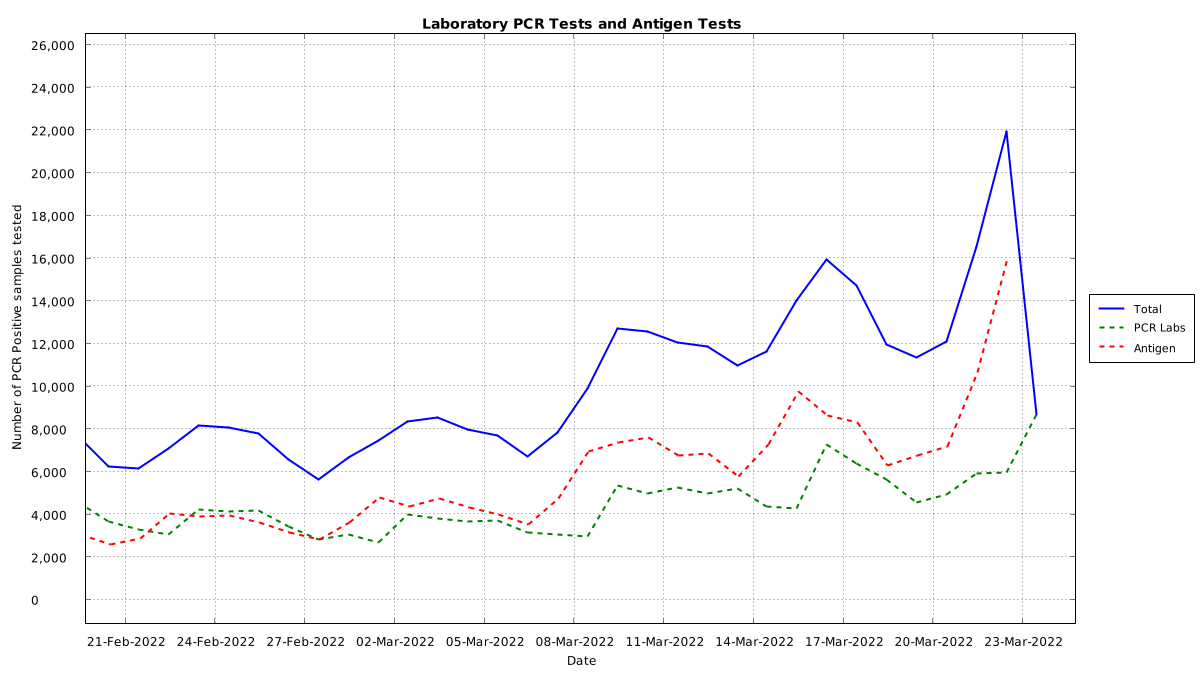 Laboratory PCR Tests and Antigen Tests
26,000
24,000
22,000
20,000
18,000
16,000
14,000
12,000
10,000
8,000
6,000
4,000
2,000
0
Number of PCR Positive samples tested
21-Feb-2022 24-Feb-2022 27-Feb-2022 02-Mar-2022 05-Mar-2022 08-Mar-2022 11-Mar-2022 14-Mar-2022 17-Mar-2022 20-Mar-2022 23-Mar-2022
Date
Total
PCR Labs
Antigen